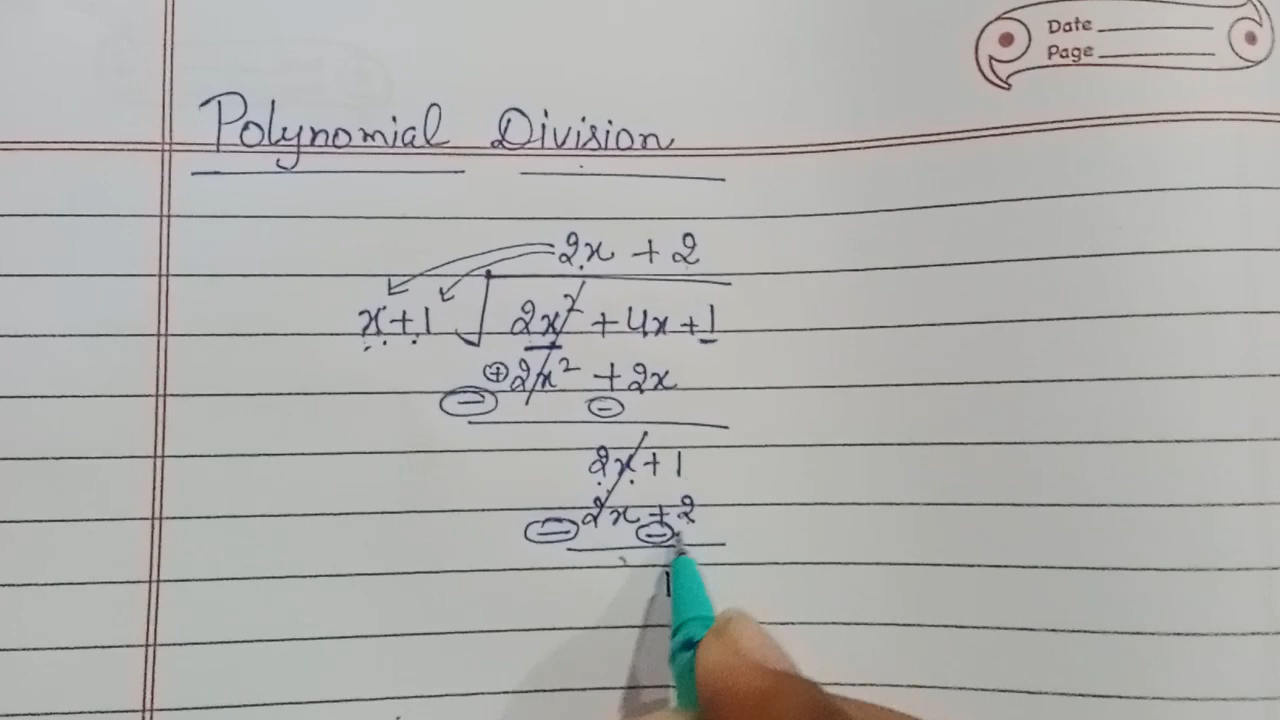 Date
Page
Polynomial Division
2x + 2
x + 1 √ 2x² + 4x + 1
⊕ 2x² + 2x
⊖ ⊖
2x + 1
2x + 2
⊖ ⊖